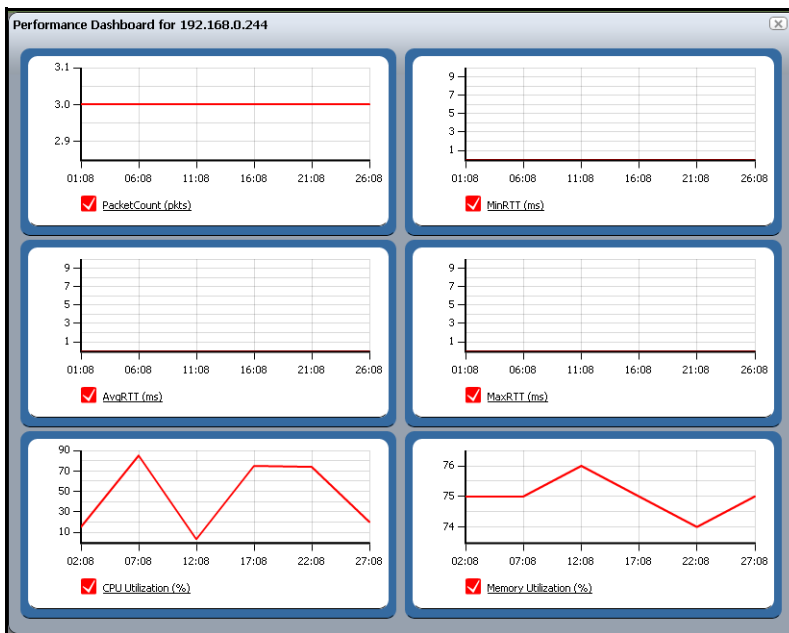 Performance Dashboard for 192.168.0.244
3.1
3.0
2.9
01:08 06:08 11:08 16:08 21:08 26:08
PacketCount (pkts)
9
7
5
3
1
01:08 06:08 11:08 16:08 21:08 26:08
MinRTT (ms)
9
7
5
3
1
01:08 06:08 11:08 16:08 21:08 26:08
AvgRTT (ms)
9
7
5
3
1
01:08 06:08 11:08 16:08 21:08 26:08
MaxRTT (ms)
90
70
50
30
10
02:08 07:08 12:08 17:08 22:08 27:08
CPU Utilization (%)
76
75
74
02:08 07:08 12:08 17:08 22:08 27:08
Memory Utilization (%)